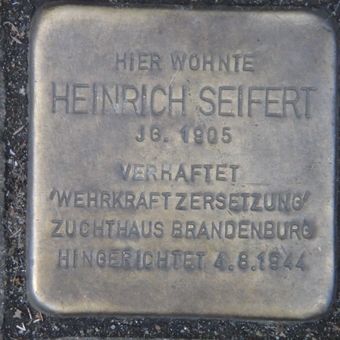 HIER WOHNTE
HEINRICH SEIFERT
JG. 1905
VERHAFTET
'WEHRKRAFTZERSETZUNG'
ZUCHTHAUS BRANDENBURG
HINGERICHTET 4.8.1944